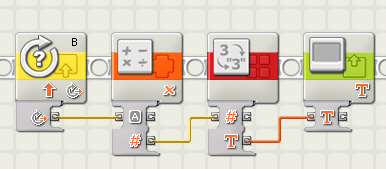 B
?
+ −
× ÷
3
"3"
×
T
A
#
#
T
T